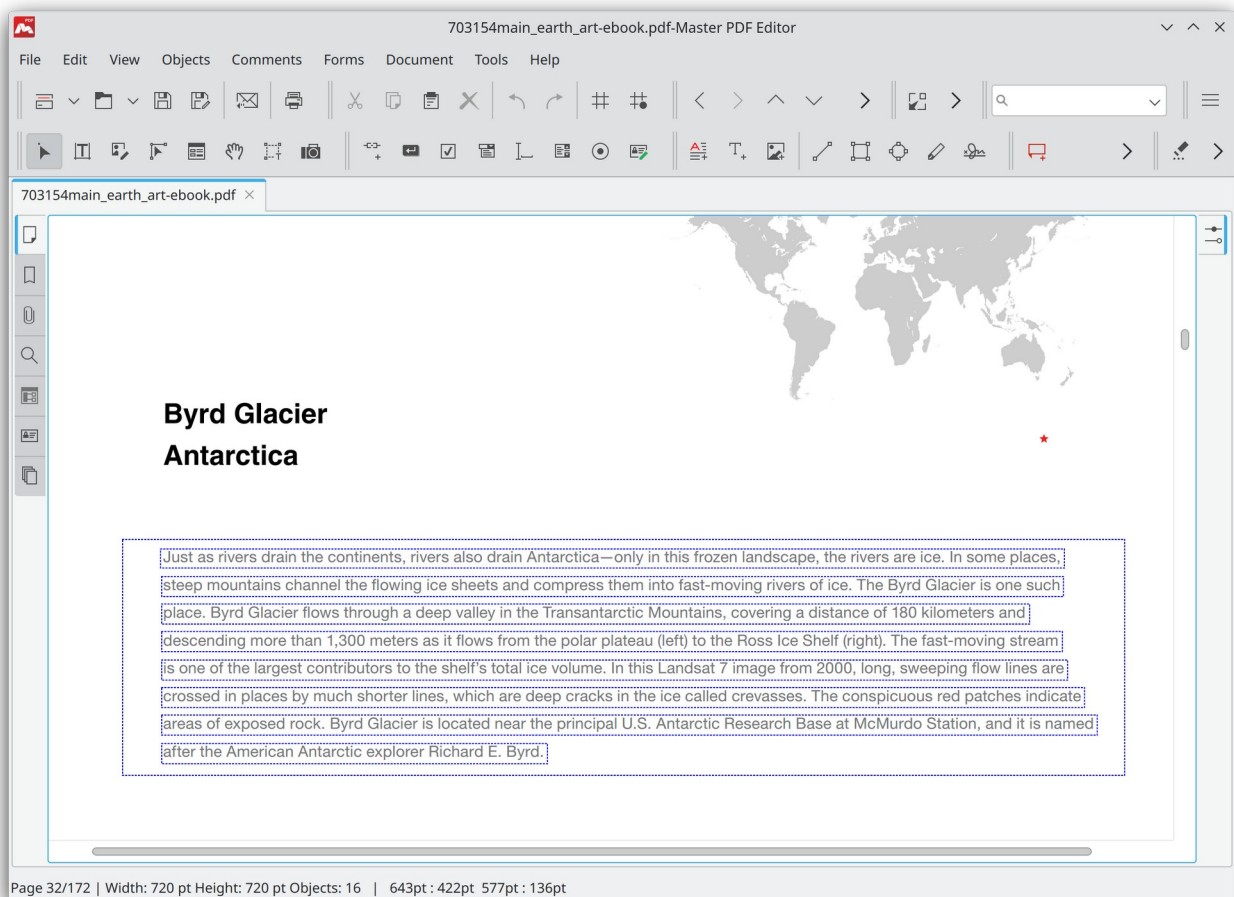 703154main_earth_art-ebook.pdf-Master PDF Editor
File Edit View Objects Comments Forms Document Tools Help
703154main_earth_art-ebook.pdf
Byrd Glacier
Antarctica
Just as rivers drain the continents, rivers also drain Antarctica—only in this frozen landscape, the rivers are ice. In some places,
steep mountains channel the flowing ice sheets and compress them into fast-moving rivers of ice. The Byrd Glacier is one such
place. Byrd Glacier flows through a deep valley in the Transantarctic Mountains, covering a distance of 180 kilometers and
descending more than 1,300 meters as it flows from the polar plateau (left) to the Ross Ice Shelf (right). The fast-moving stream
is one of the largest contributors to the shelf’s total ice volume. In this Landsat 7 image from 2000, long, sweeping flow lines are
crossed in places by much shorter lines, which are deep cracks in the ice called crevasses. The conspicuous red patches indicate
areas of exposed rock. Byrd Glacier is located near the principal U.S. Antarctic Research Base at McMurdo Station, and it is named
after the American Antarctic explorer Richard E. Byrd.
Page 32/172 | Width: 720 pt Height: 720 pt Objects: 16 | 643pt : 422pt 577pt : 136pt